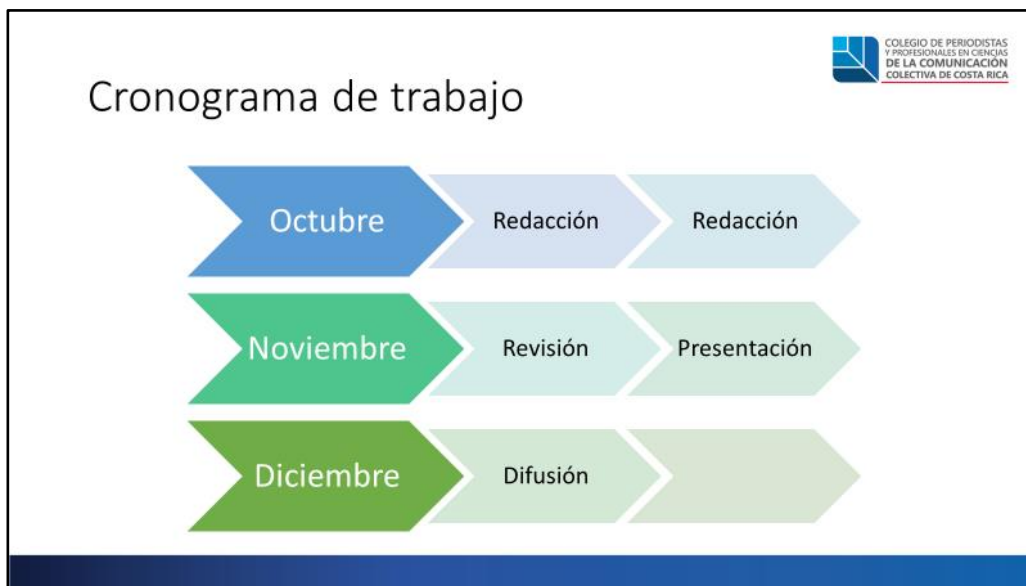 COLEGIO DE PERIODISTAS
Y PROFESIONALES EN CIENCIAS
DE LA COMUNICACIÓN
COLECTIVA DE COSTA RICA
Cronograma de trabajo
Octubre
Redacción
Redacción
Noviembre
Revisión
Presentación
Diciembre
Difusión